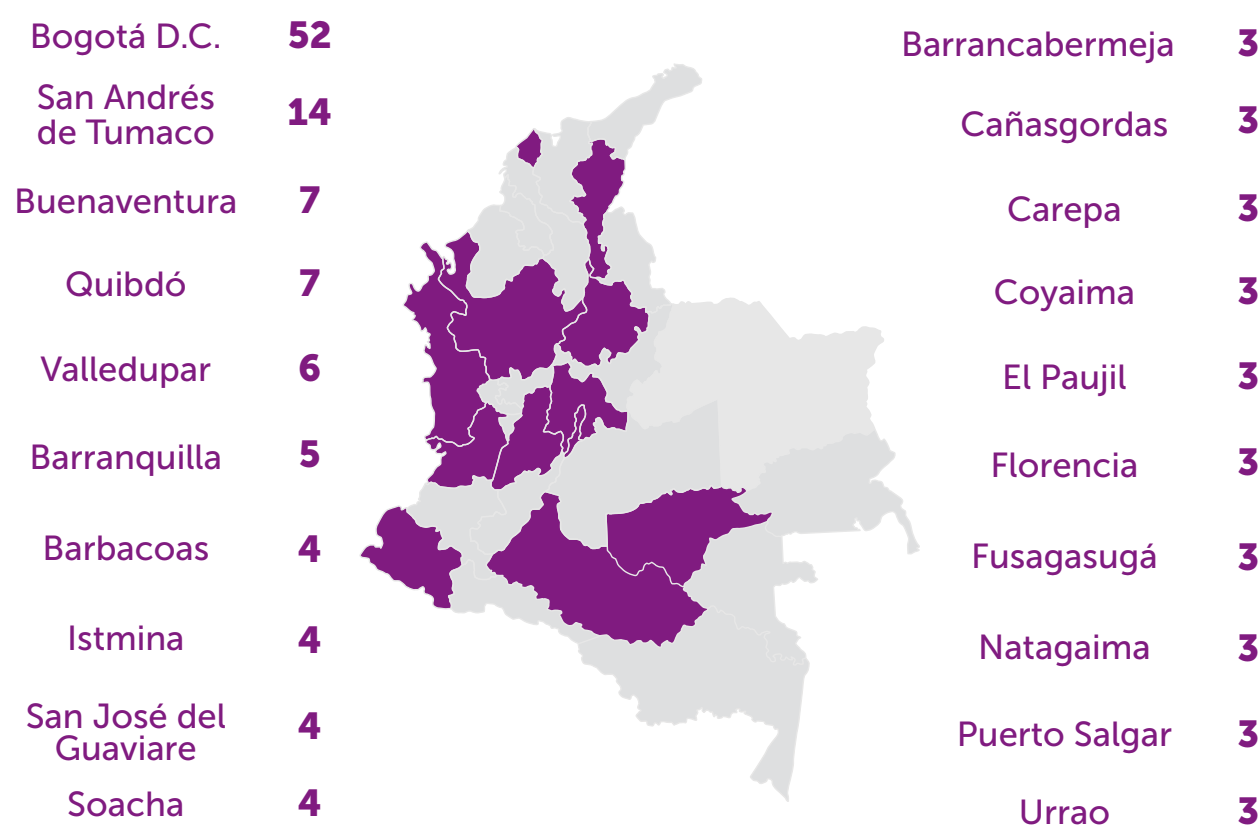 Bogotá D.C. 52
San Andrés
de Tumaco 14
Buenaventura 7
Quibdó 7
Valledupar 6
Barranquilla 5
Barbacoas 4
Istmina 4
San José del
Guaviare 4
Soacha 4
Barrancabermeja 3
Cañasgordas 3
Carepa 3
Coyaima 3
El Paujil 3
Florencia 3
Fusagasugá 3
Natagaima 3
Puerto Salgar 3
Urrao 3